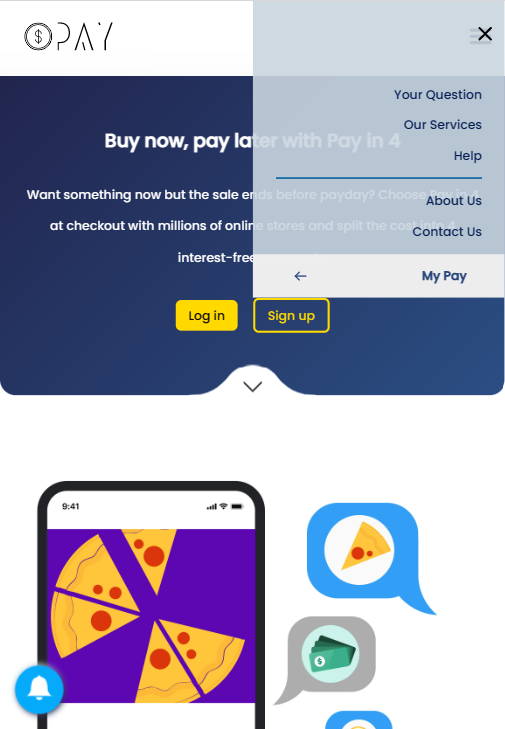 PAY
Your Question
Our Services
Help
About Us
Contact Us
My Pay
Buy now, pay later with Pay in 4
Want something now but the sale ends before payday? Choose Pay in 4
at checkout with millions of online stores and split the cost into 4
interest-free
Log in
Sign up
9:41
$